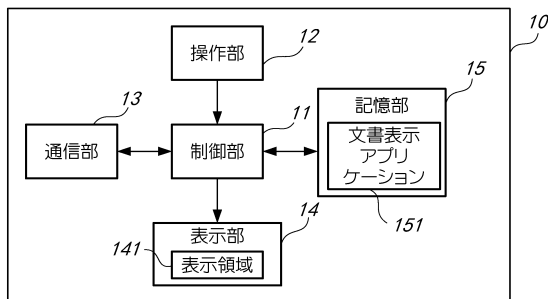 10
12
操作部
15
13
11
記憶部
通信部
制御部
文書表示
アプリ
ケーション
14
151
表示部
141
表示領域